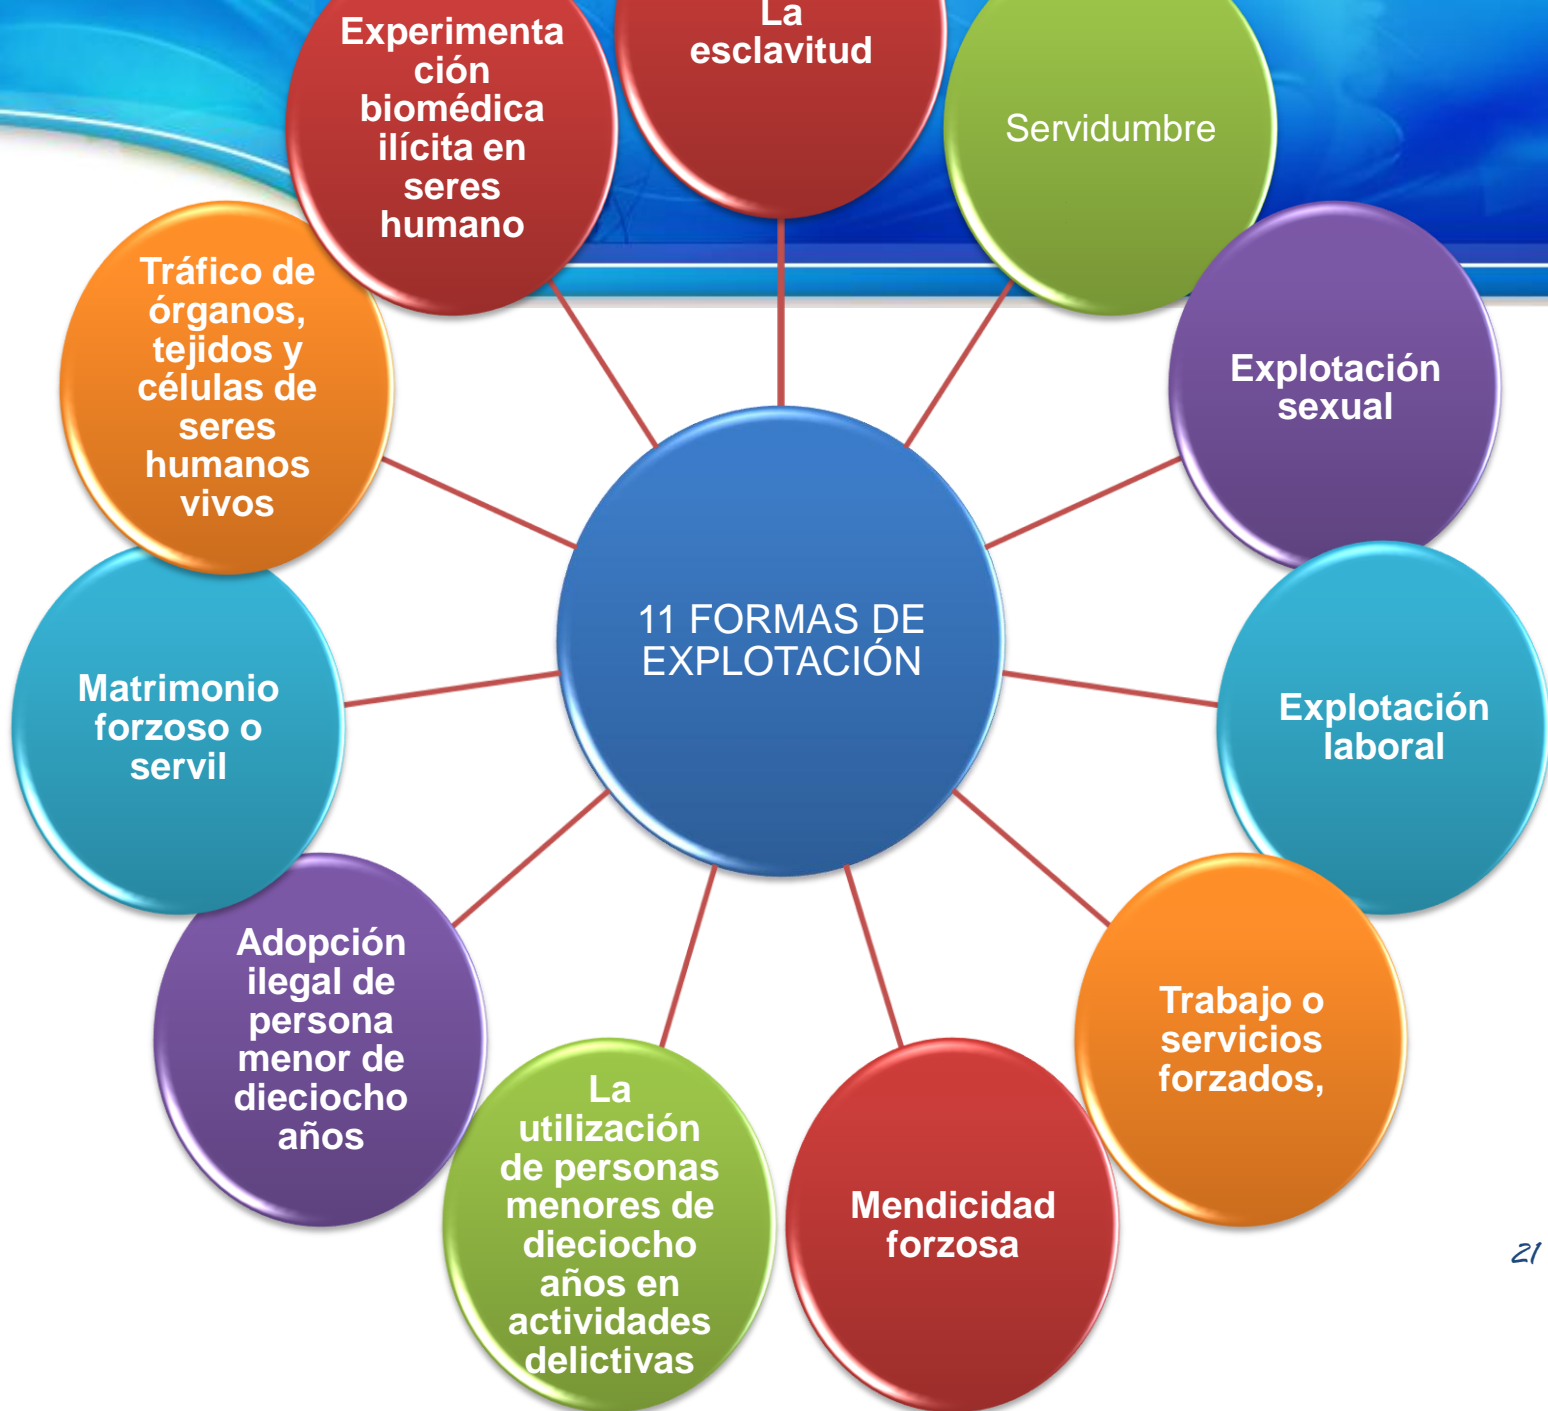 La
esclavitud
Servidumbre
Explotación
sexual
Explotación
laboral
Trabajo o
servicios
forzados,
Mendicidad
forzosa
La
utilización
de personas
menores de
dieciocho
años en
actividades
delictivas
Adopción
ilegal de
persona
menor de
dieciocho
años
Matrimonio
forzoso o
servil
Tráfico de
órganos,
tejidos y
células de
seres
humanos
vivos
Experimenta
ción
biomédica
ilícita en
seres
humano
11 FORMAS DE
EXPLOTACIÓN
21